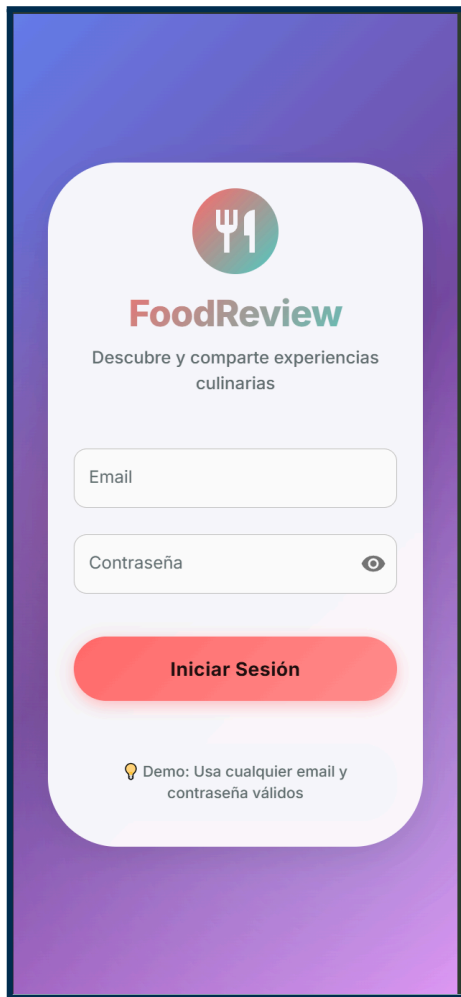 FoodReview
Descubre y comparte experiencias
culinarias
Email
Contraseña
Iniciar Sesión
💡 Demo: Usa cualquier email y
contraseña válidos